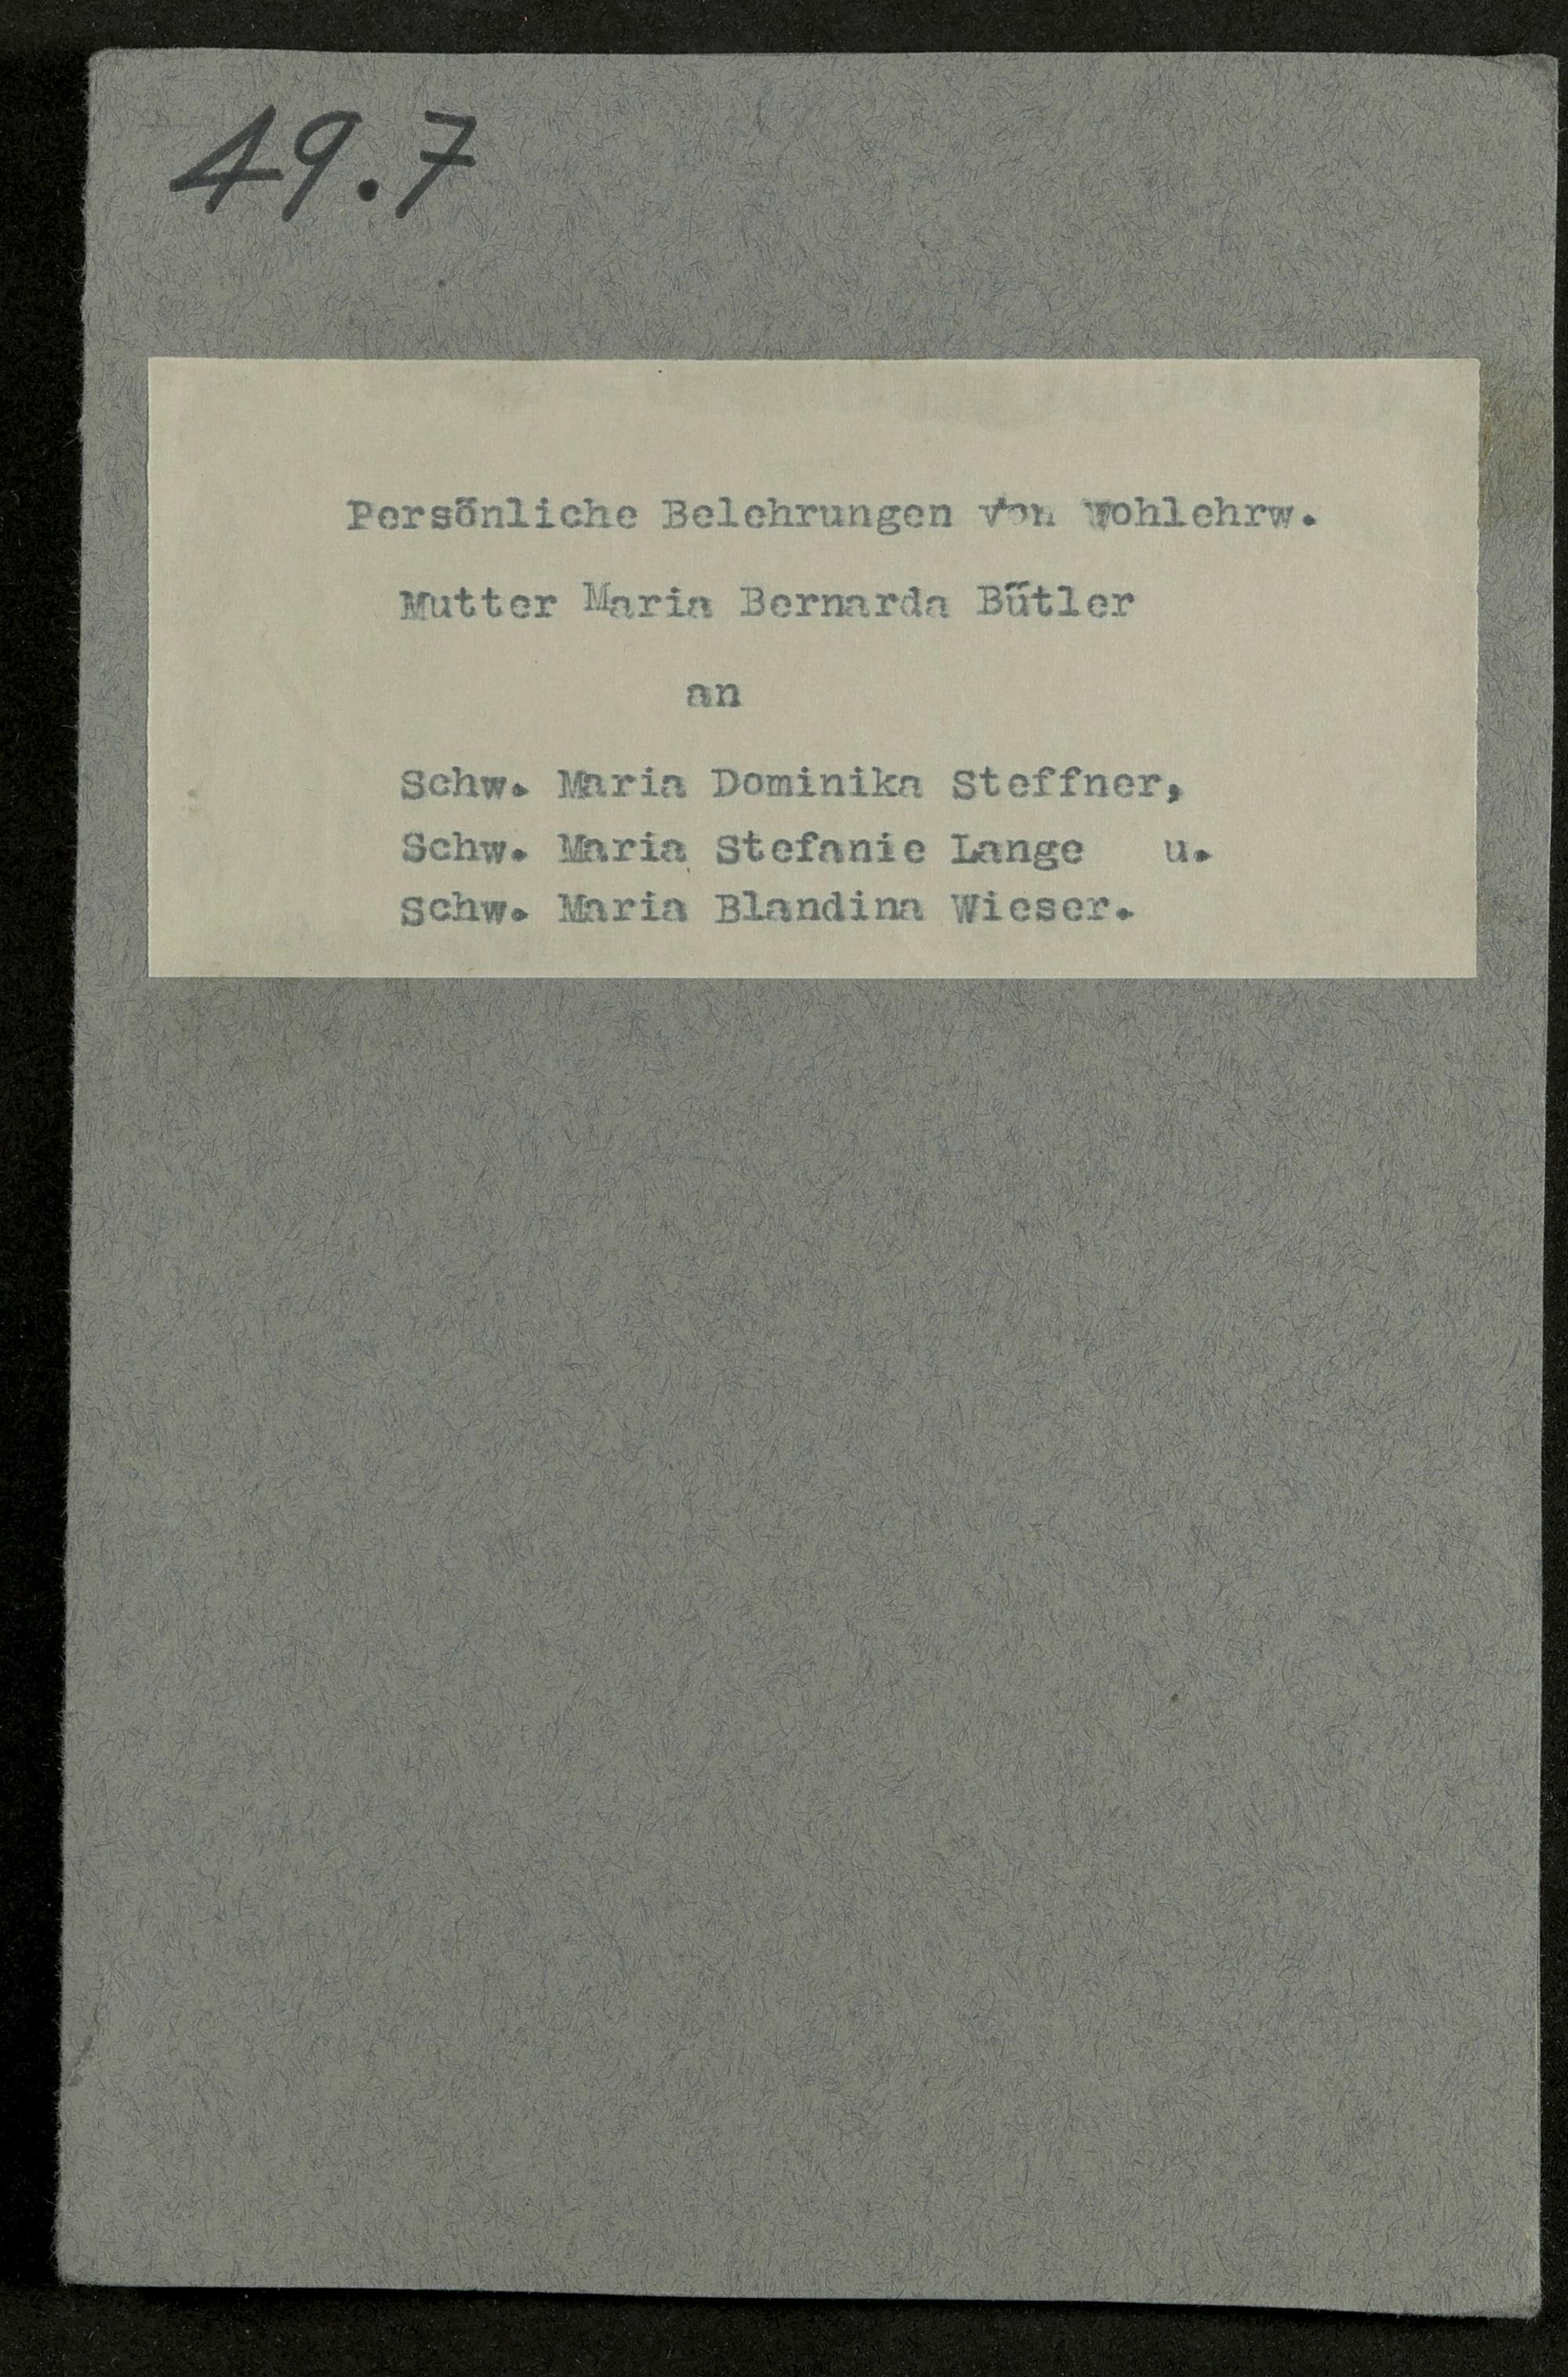 49.7
Persönliche Belehrungen von Wohlehrw.
Mutter Maria Bernarda Bütler
an
Schw. Maria Dominika Steffner,
Schw. Maria Stefanie Lange u.
Schw. Maria Blandina Wieser.